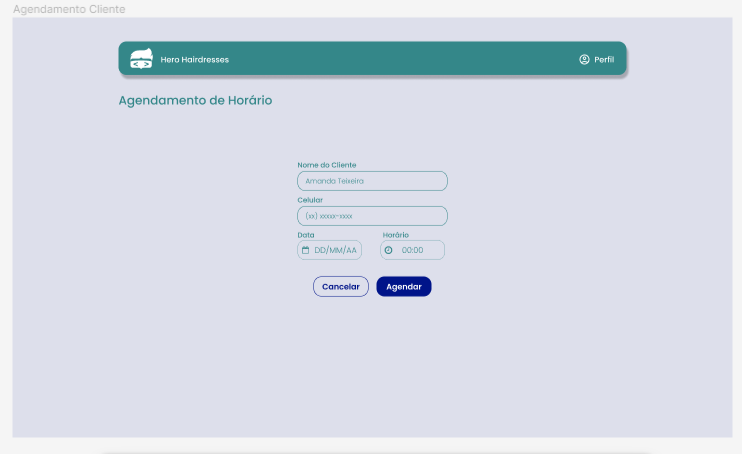 Agendamento Cliente
Hero Hairdresses
Perfil
Agendamento de Horário
Nome do Cliente
Amanda Teixeira
Celular
(xx) xxxxx-xxxx
Data Horário
DD/MM/AA 00:00
Cancelar Agendar